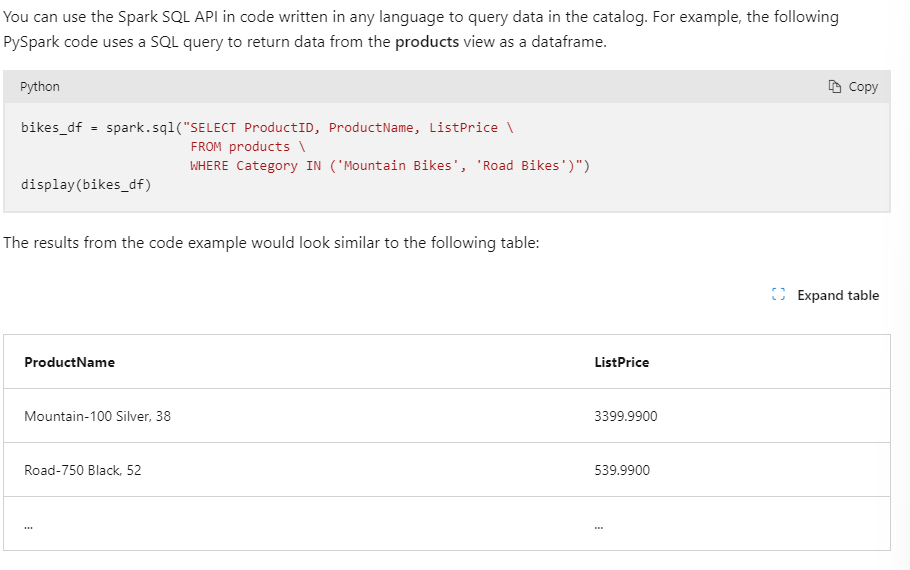 You can use the Spark SQL API in code written in any language to query data in the catalog. For example, the following
PySpark code uses a SQL query to return data from the products view as a dataframe.
Python
Copy
bikes_df = spark.sql("SELECT ProductID, ProductName, ListPrice \
FROM products \
WHERE Category IN ('Mountain Bikes', 'Road Bikes')")
display(bikes_df)
The results from the code example would look similar to the following table:
Expand table
ProductName ListPrice
Mountain-100 Silver, 38 3399.9900
Road-750 Black, 52 539.9900
... ...